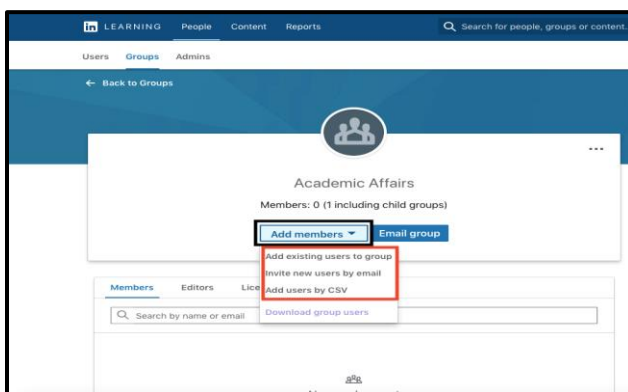 in LEARNING People Content Reports Search for people, groups or content.
Users Groups Admins
← Back to Groups
...
Academic Affairs
Members: 0 (1 including child groups)
Add members Email group
Add existing users to group
Invite new users by email
Add users by CSV
Download group users
Members Editors Lice
Search by name or email